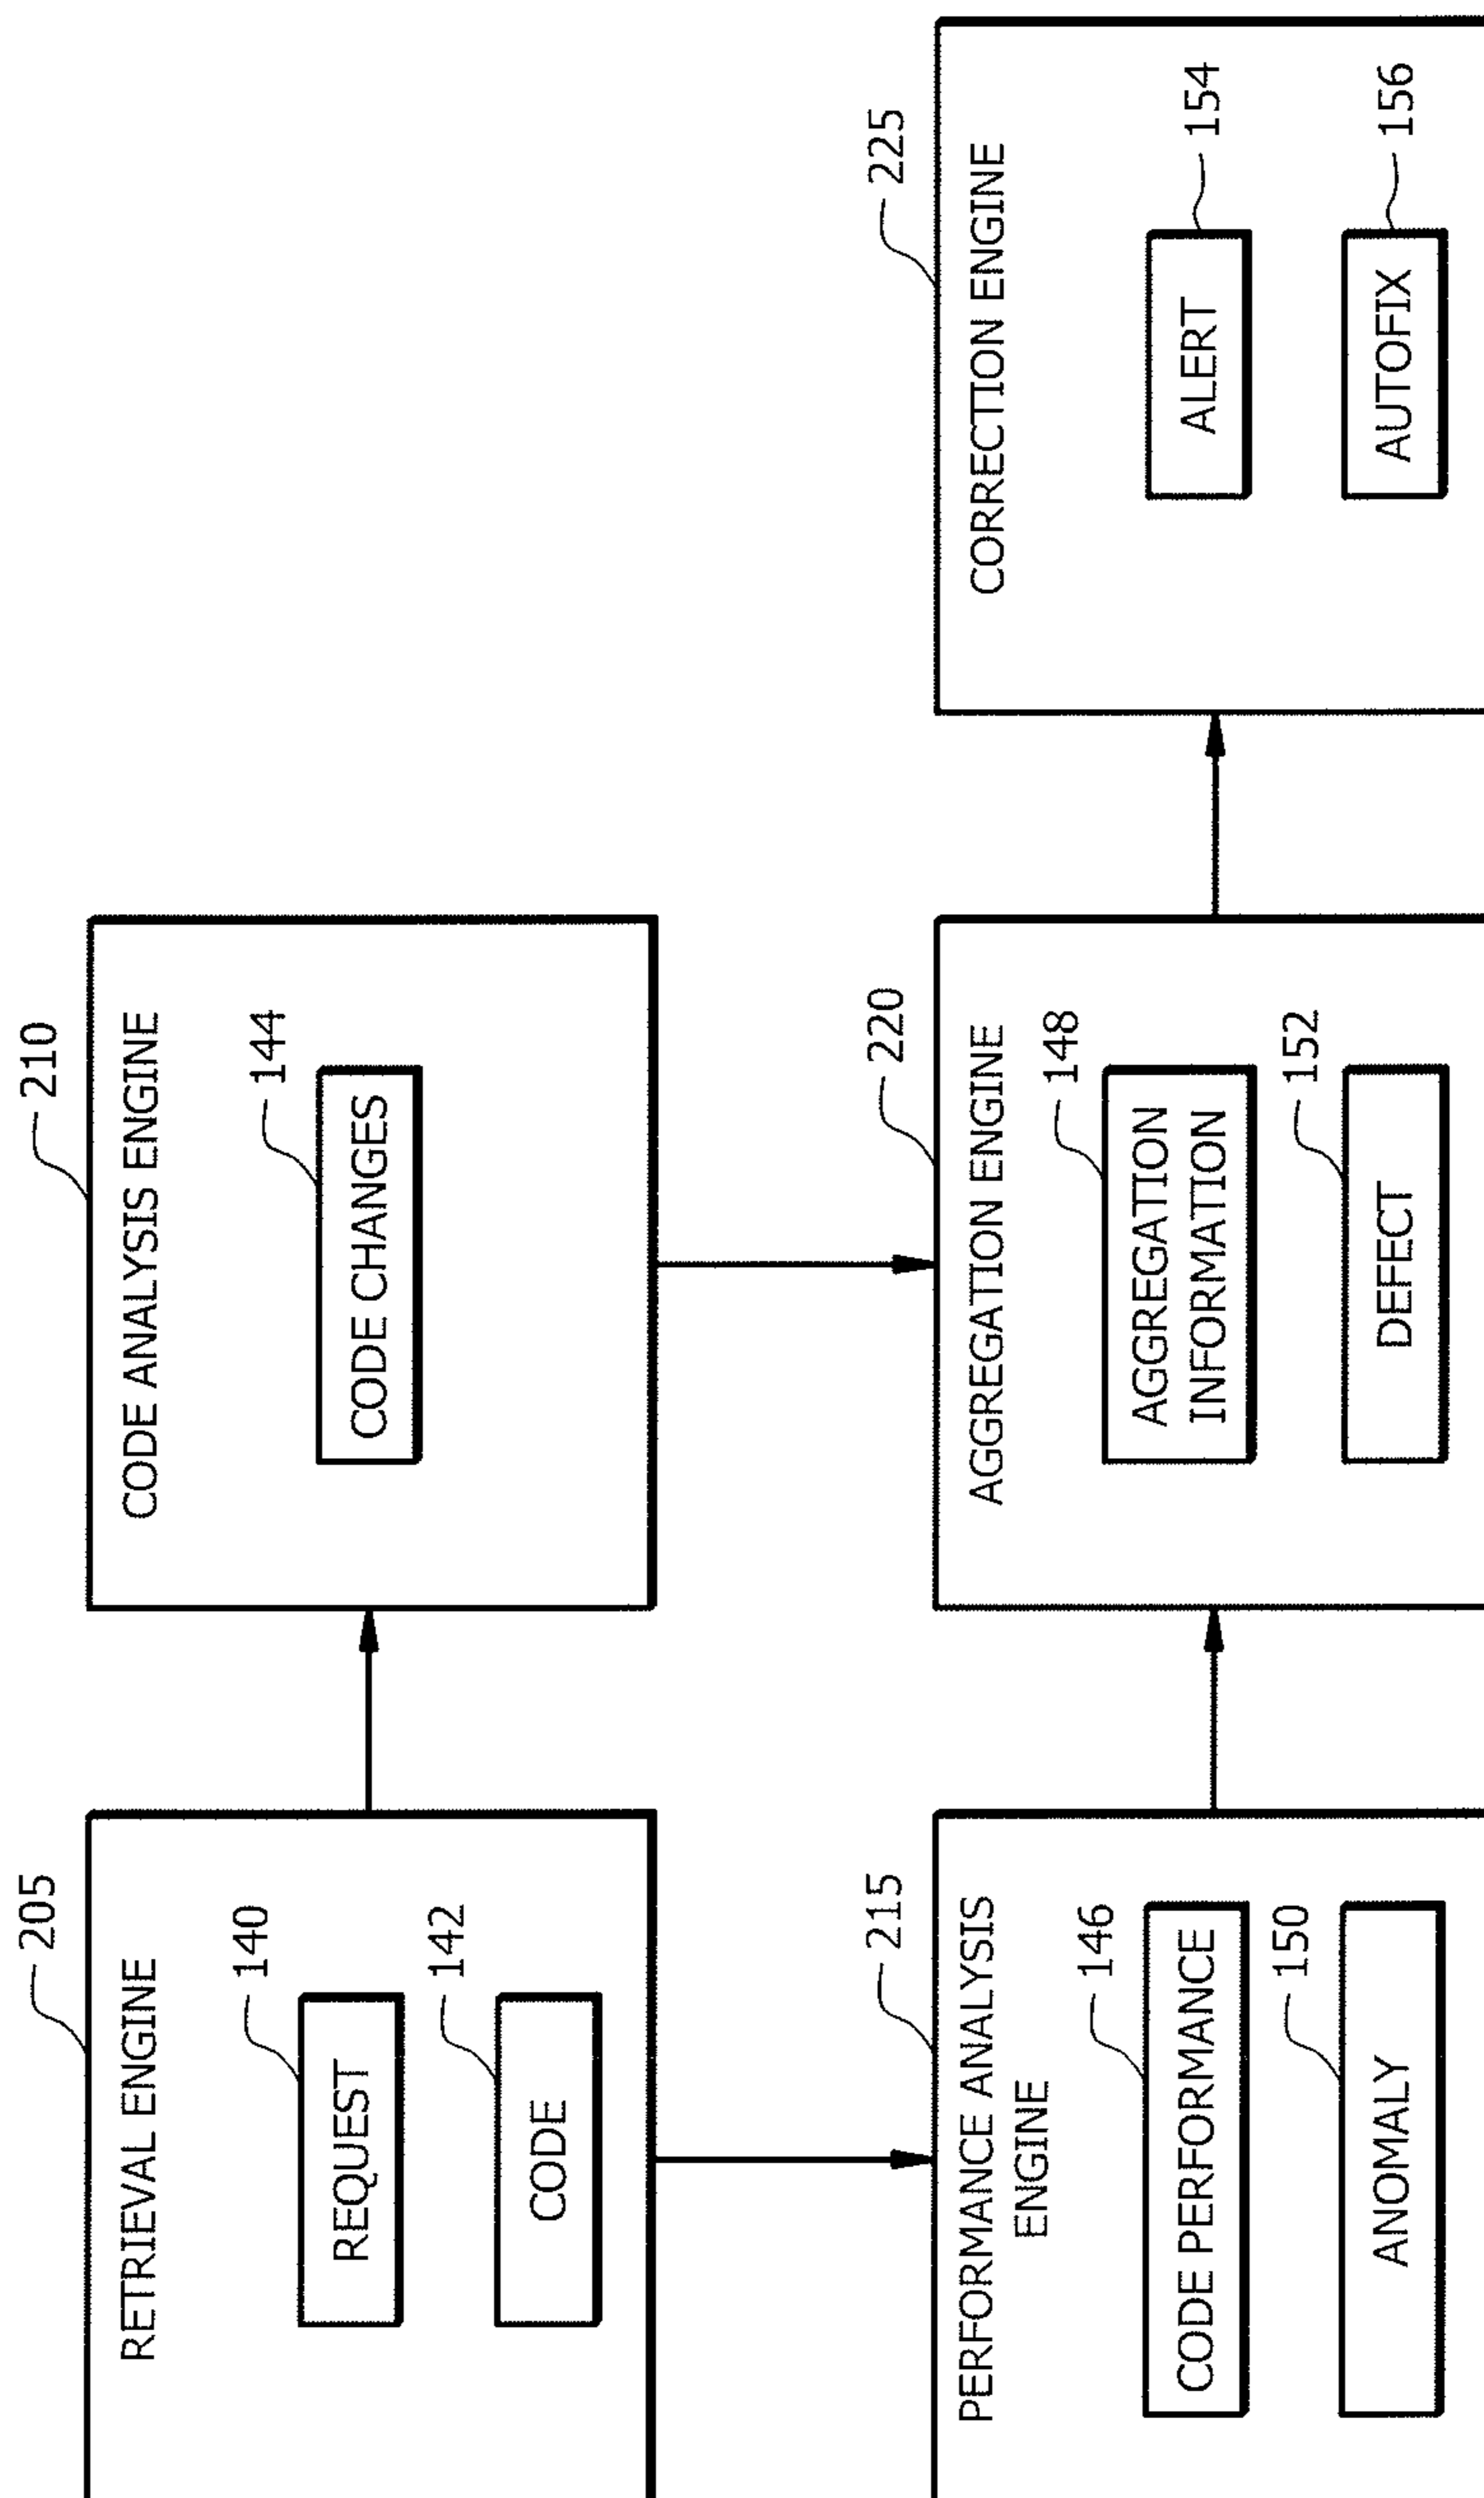 205
RETRIEVAL ENGINE
140
REQUEST
142
CODE
210
CODE ANALYSIS ENGINE
144
CODE CHANGES
215
PERFORMANCE ANALYSIS
ENGINE
146
CODE PERFORMANCE
150
ANOMALY
220
AGGREGATION ENGINE
148
AGGREGATION
INFORMATION
152
DEFECT
225
CORRECTION ENGINE
154
ALERT
156
AUTOFIX